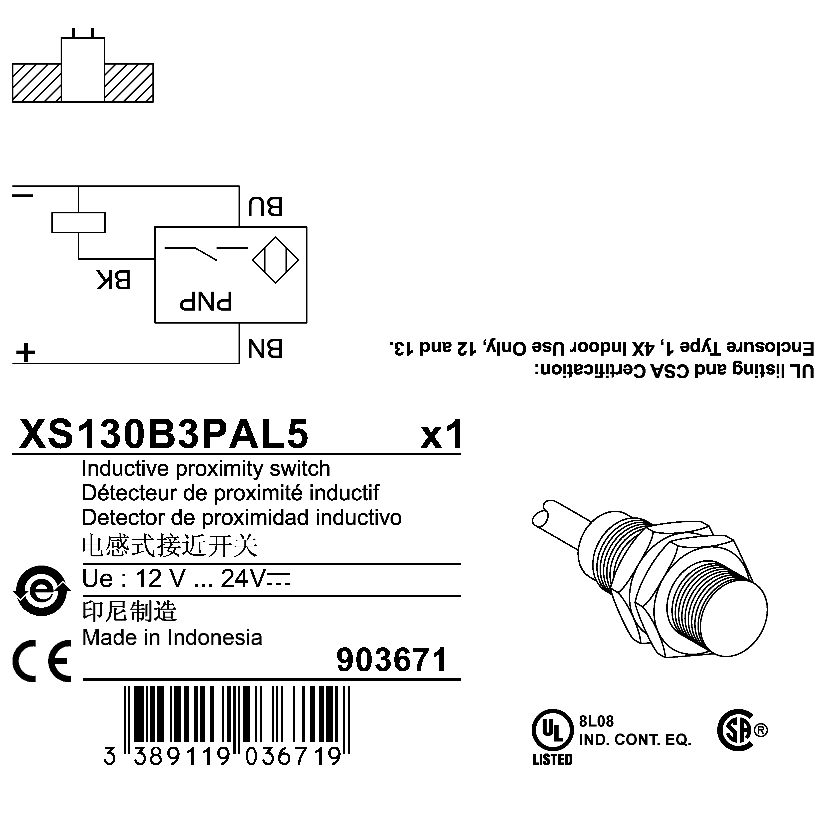 −
BU
BK
PNP
+
BN
UL listing and CSA Certification:
Enclosure Type 1, 4X Indoor Use Only, 12 and 13.
XS130B3PAL5 x1
Inductive proximity switch
Détecteur de proximité inductif
Detector de proximidad inductivo
电感式接近开关
Ue : 12 V ... 24V⎓
印尼制造
Made in Indonesia
903671
3 389119 036719
e
CE
UL
LISTED
8L08
IND. CONT. EQ.
SA ®